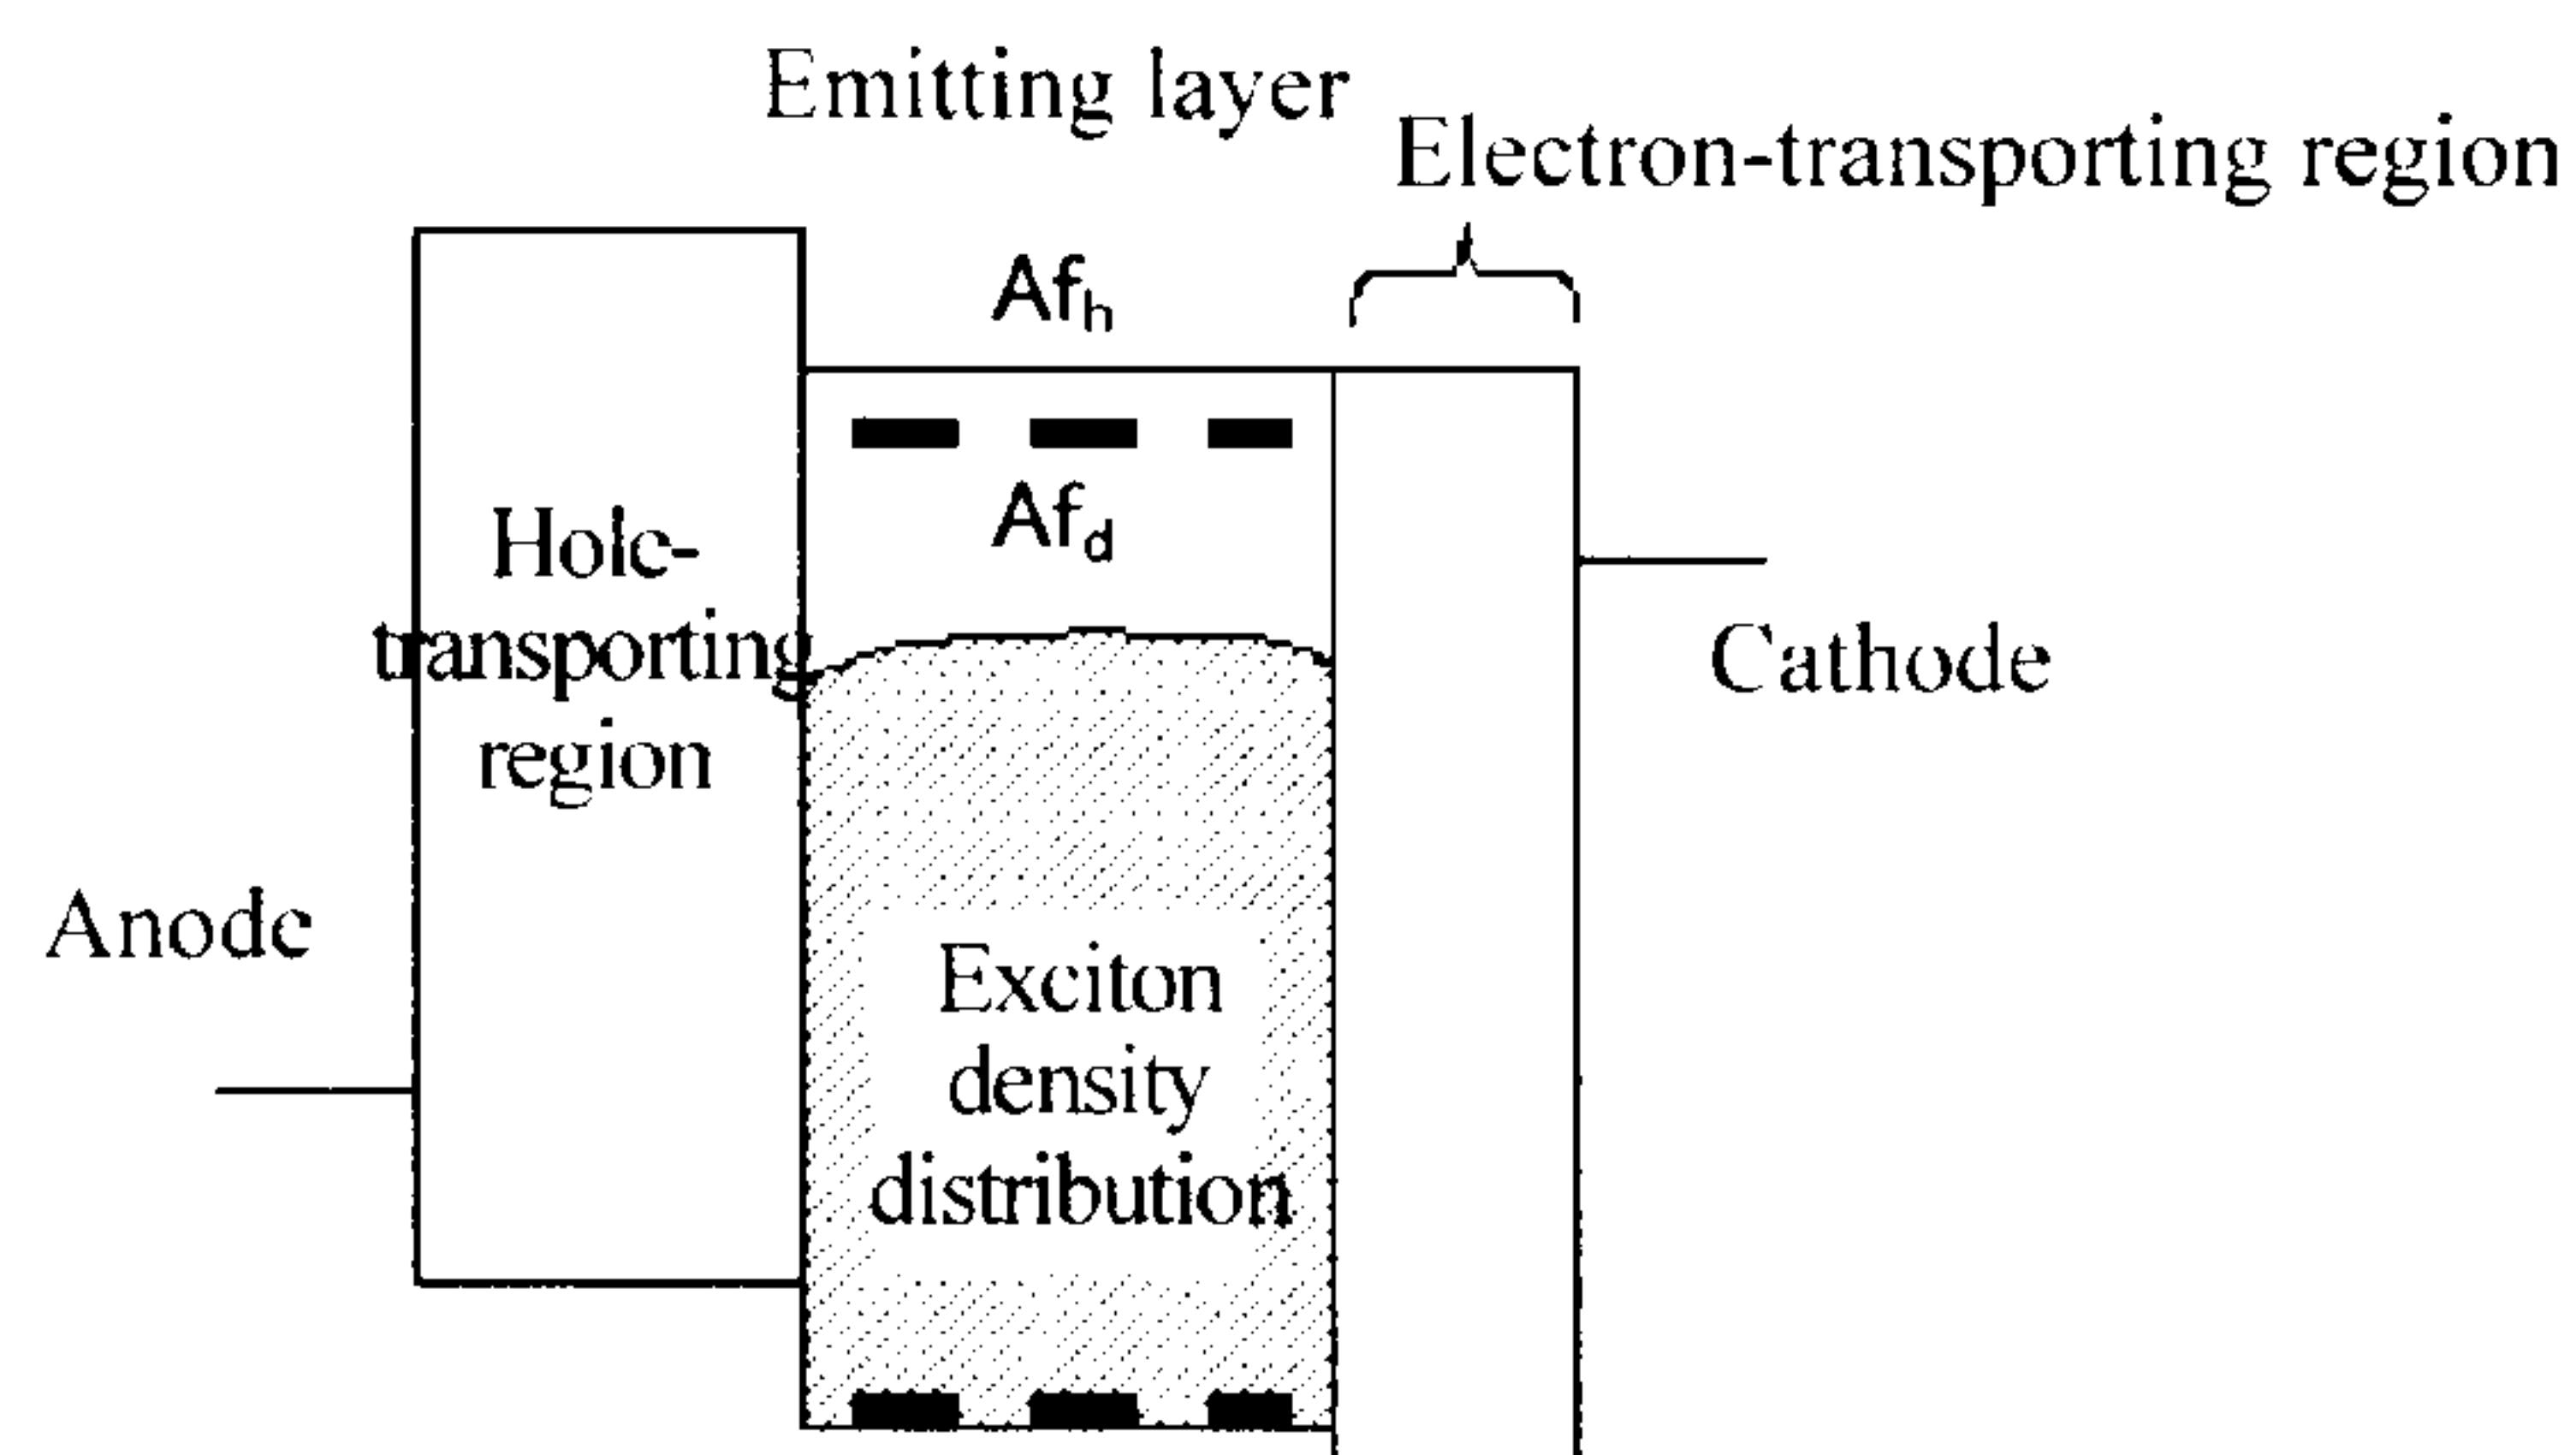 Emitting layer
Electron-transporting region
Af_h
Af_d
Hole-
transporting
region
Cathode
Anode
Exciton
density
distribution